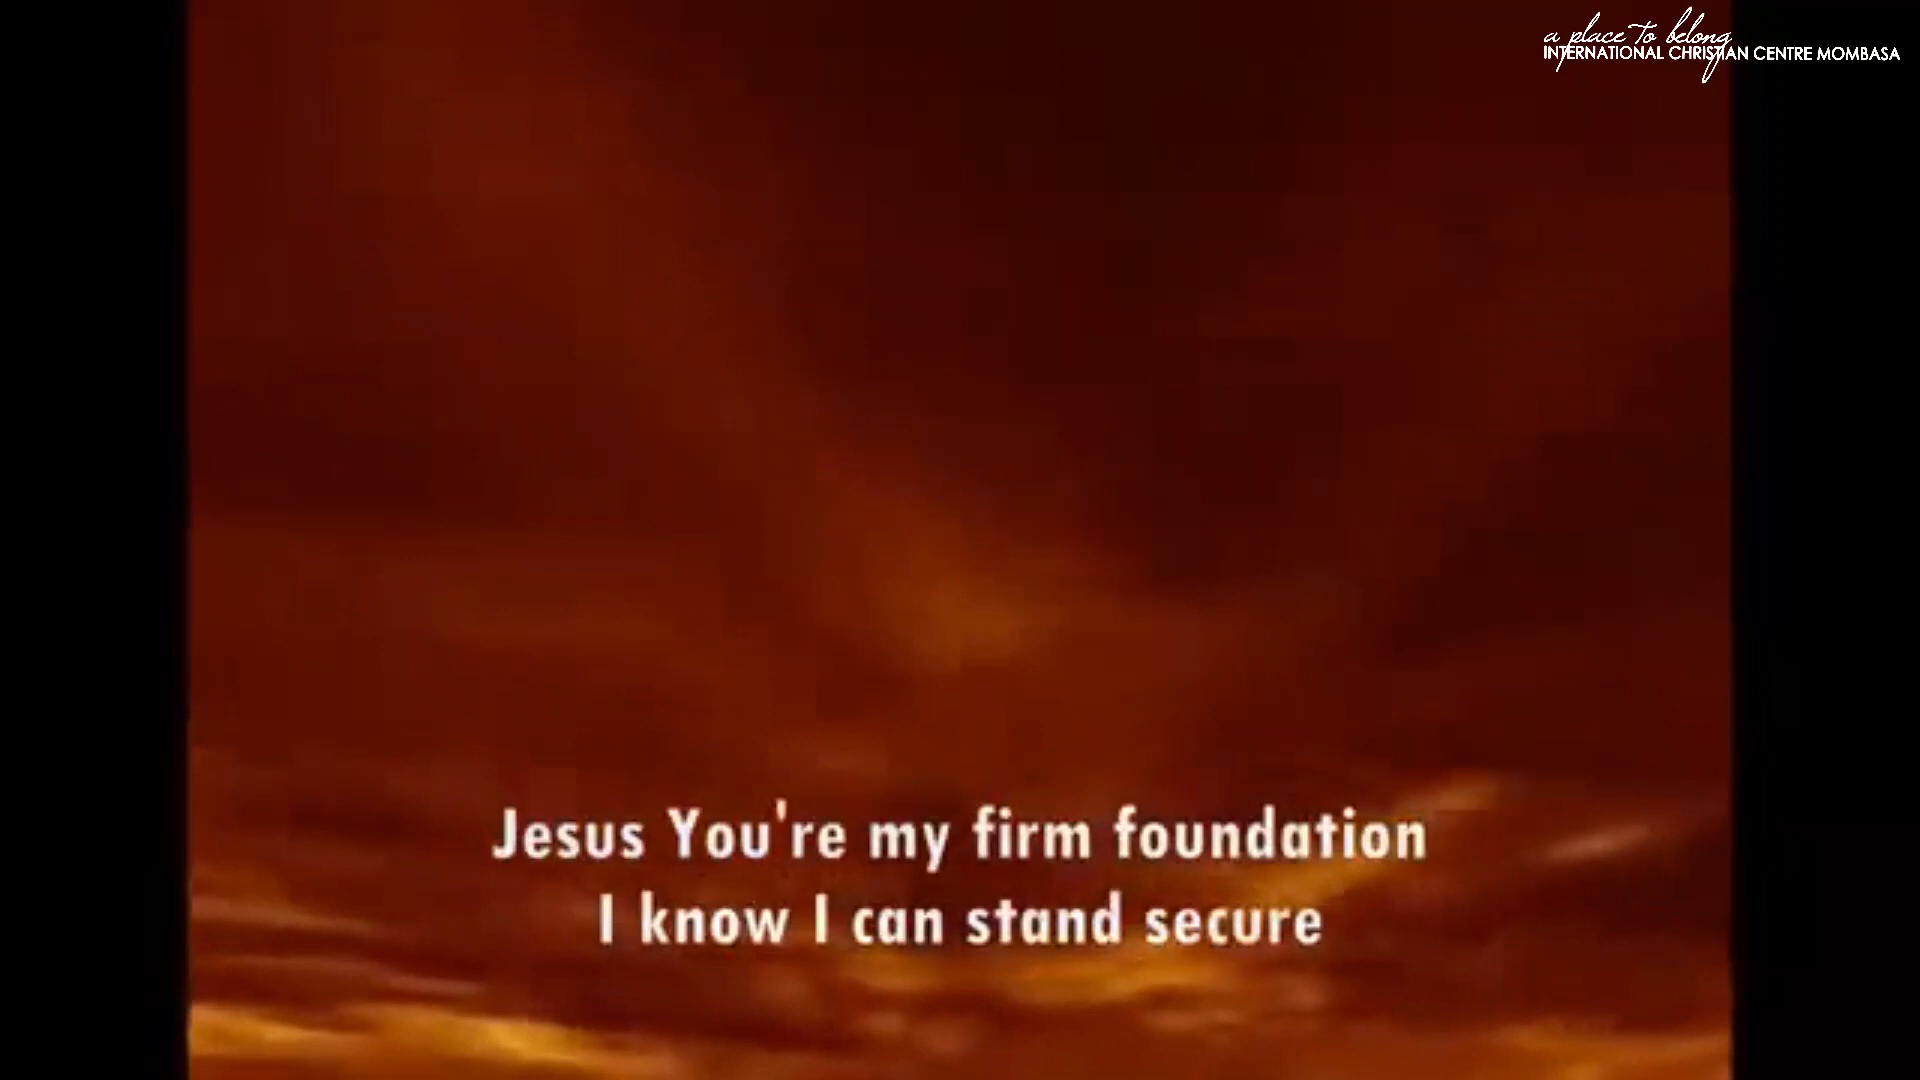 a place to belong
INTERNATIONAL CHRISTIAN CENTRE MOMBASA
Jesus You're my firm foundation
I know I can stand secure